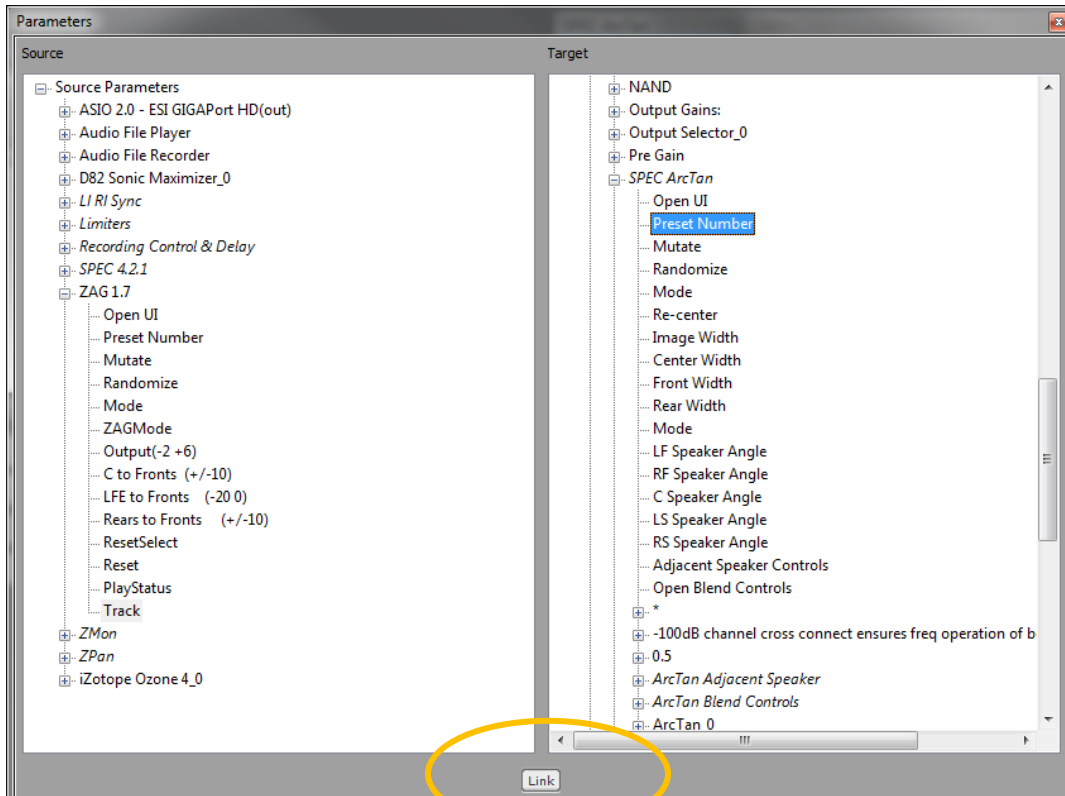 Parameters
Source
Source Parameters
ASIO 2.0 - ESI GIGAPort HD(out)
Audio File Player
Audio File Recorder
D82 Sonic Maximizer_0
LI RI Sync
Limiters
Recording Control & Delay
SPEC 4.2.1
ZAG 1.7
Open UI
Preset Number
Mutate
Randomize
Mode
ZAGMode
Output(-2 +6)
C to Fronts (+/-10)
LFE to Fronts (-20 0)
Rears to Fronts (+/-10)
ResetSelect
Reset
PlayStatus
Track
ZMon
ZPan
iZotope Ozone 4_0
Target
NAND
Output Gains:
Output Selector_0
Pre Gain
SPEC ArcTan
Open UI
Preset Number
Mutate
Randomize
Mode
Re-center
Image Width
Center Width
Front Width
Rear Width
Mode
LF Speaker Angle
RF Speaker Angle
C Speaker Angle
LS Speaker Angle
RS Speaker Angle
Adjacent Speaker Controls
Open Blend Controls
*
-100dB channel cross connect ensures freq operation of b
0.5
ArcTan Adjacent Speaker
ArcTan Blend Controls
ArcTan 0
Link